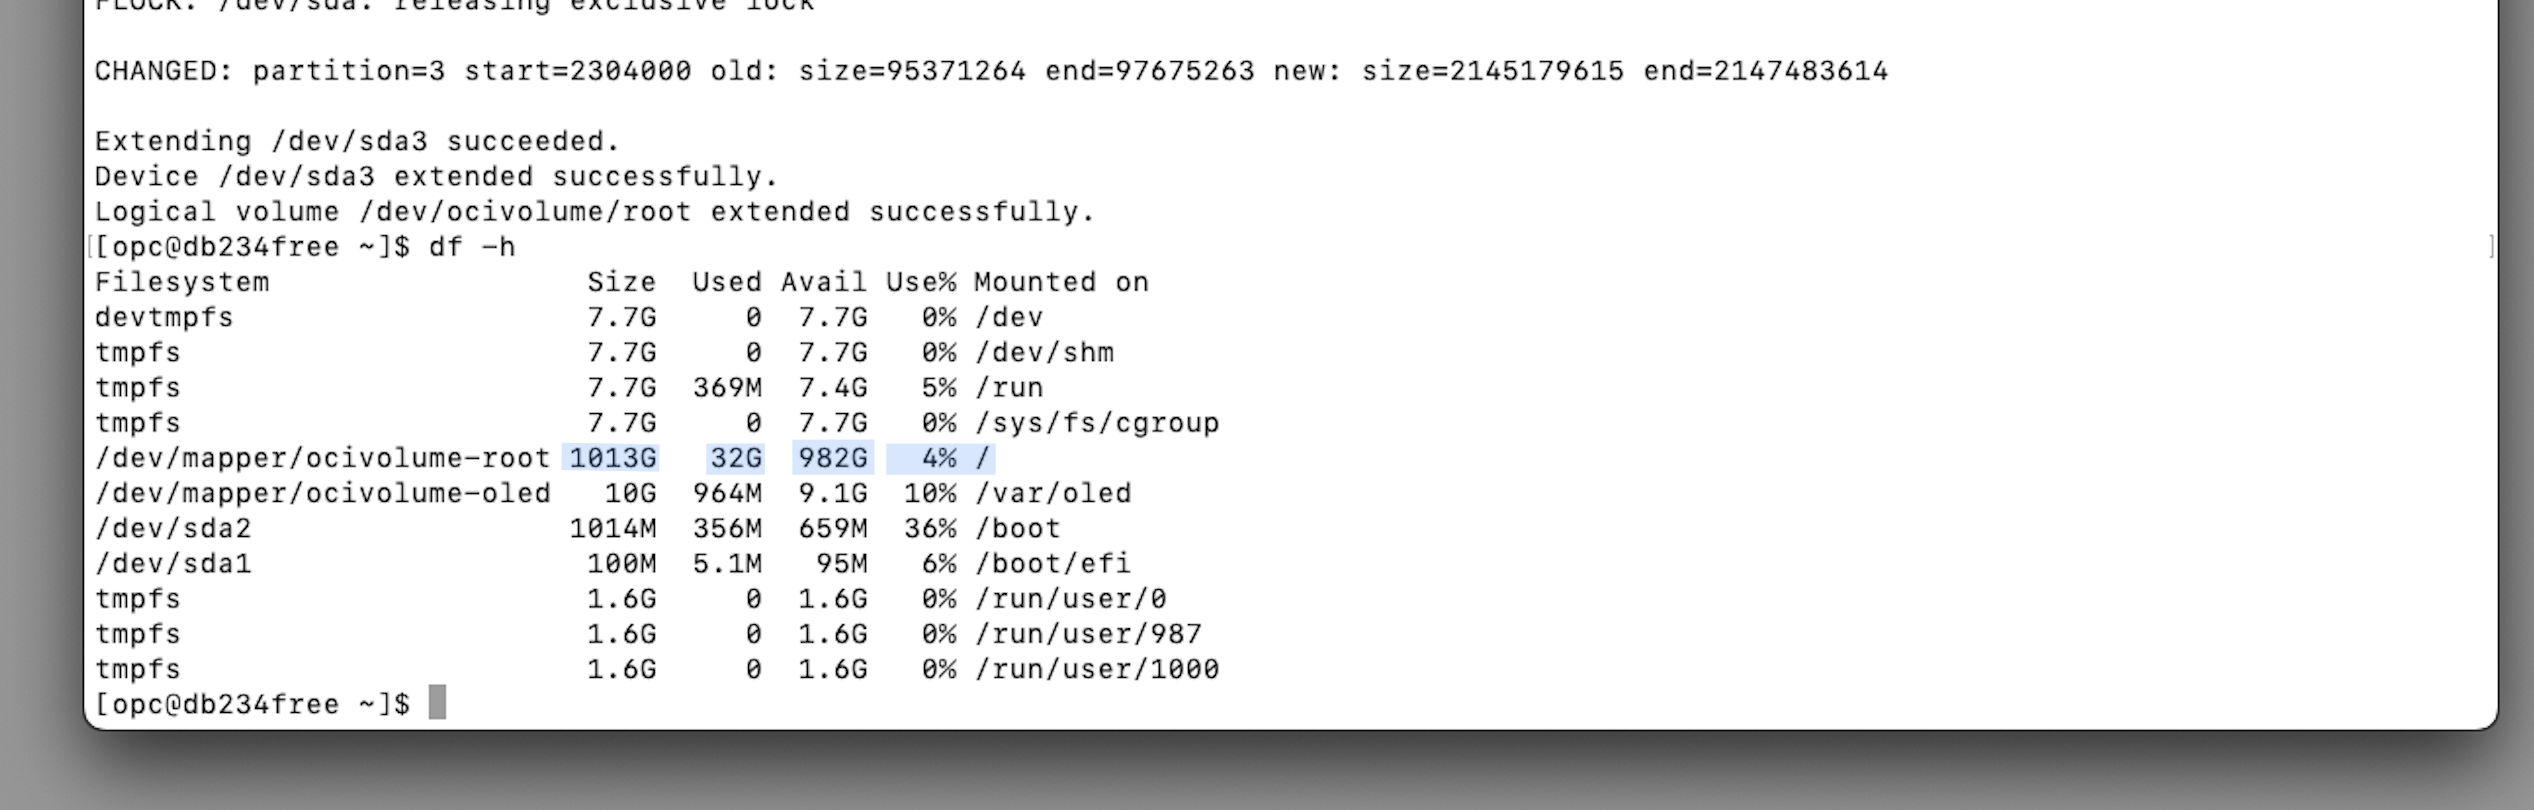 FLOCK: /dev/sda: releasing exclusive lock
CHANGED: partition=3 start=2304000 old: size=95371264 end=97675263 new: size=2145179615 end=2147483614
Extending /dev/sda3 succeeded.
Device /dev/sda3 extended successfully.
Logical volume /dev/ocivolume/root extended successfully.
[[opc@db234free ~]$ df -h ]
Filesystem Size Used Avail Use% Mounted on
devtmpfs 7.7G 0 7.7G 0% /dev
tmpfs 7.7G 0 7.7G 0% /dev/shm
tmpfs 7.7G 369M 7.4G 5% /run
tmpfs 7.7G 0 7.7G 0% /sys/fs/cgroup
/dev/mapper/ocivolume-root 1013G 32G 982G 4% /
/dev/mapper/ocivolume-oled 10G 964M 9.1G 10% /var/oled
/dev/sda2 1014M 356M 659M 36% /boot
/dev/sda1 100M 5.1M 95M 6% /boot/efi
tmpfs 1.6G 0 1.6G 0% /run/user/0
tmpfs 1.6G 0 1.6G 0% /run/user/987
tmpfs 1.6G 0 1.6G 0% /run/user/1000
[opc@db234free ~]$